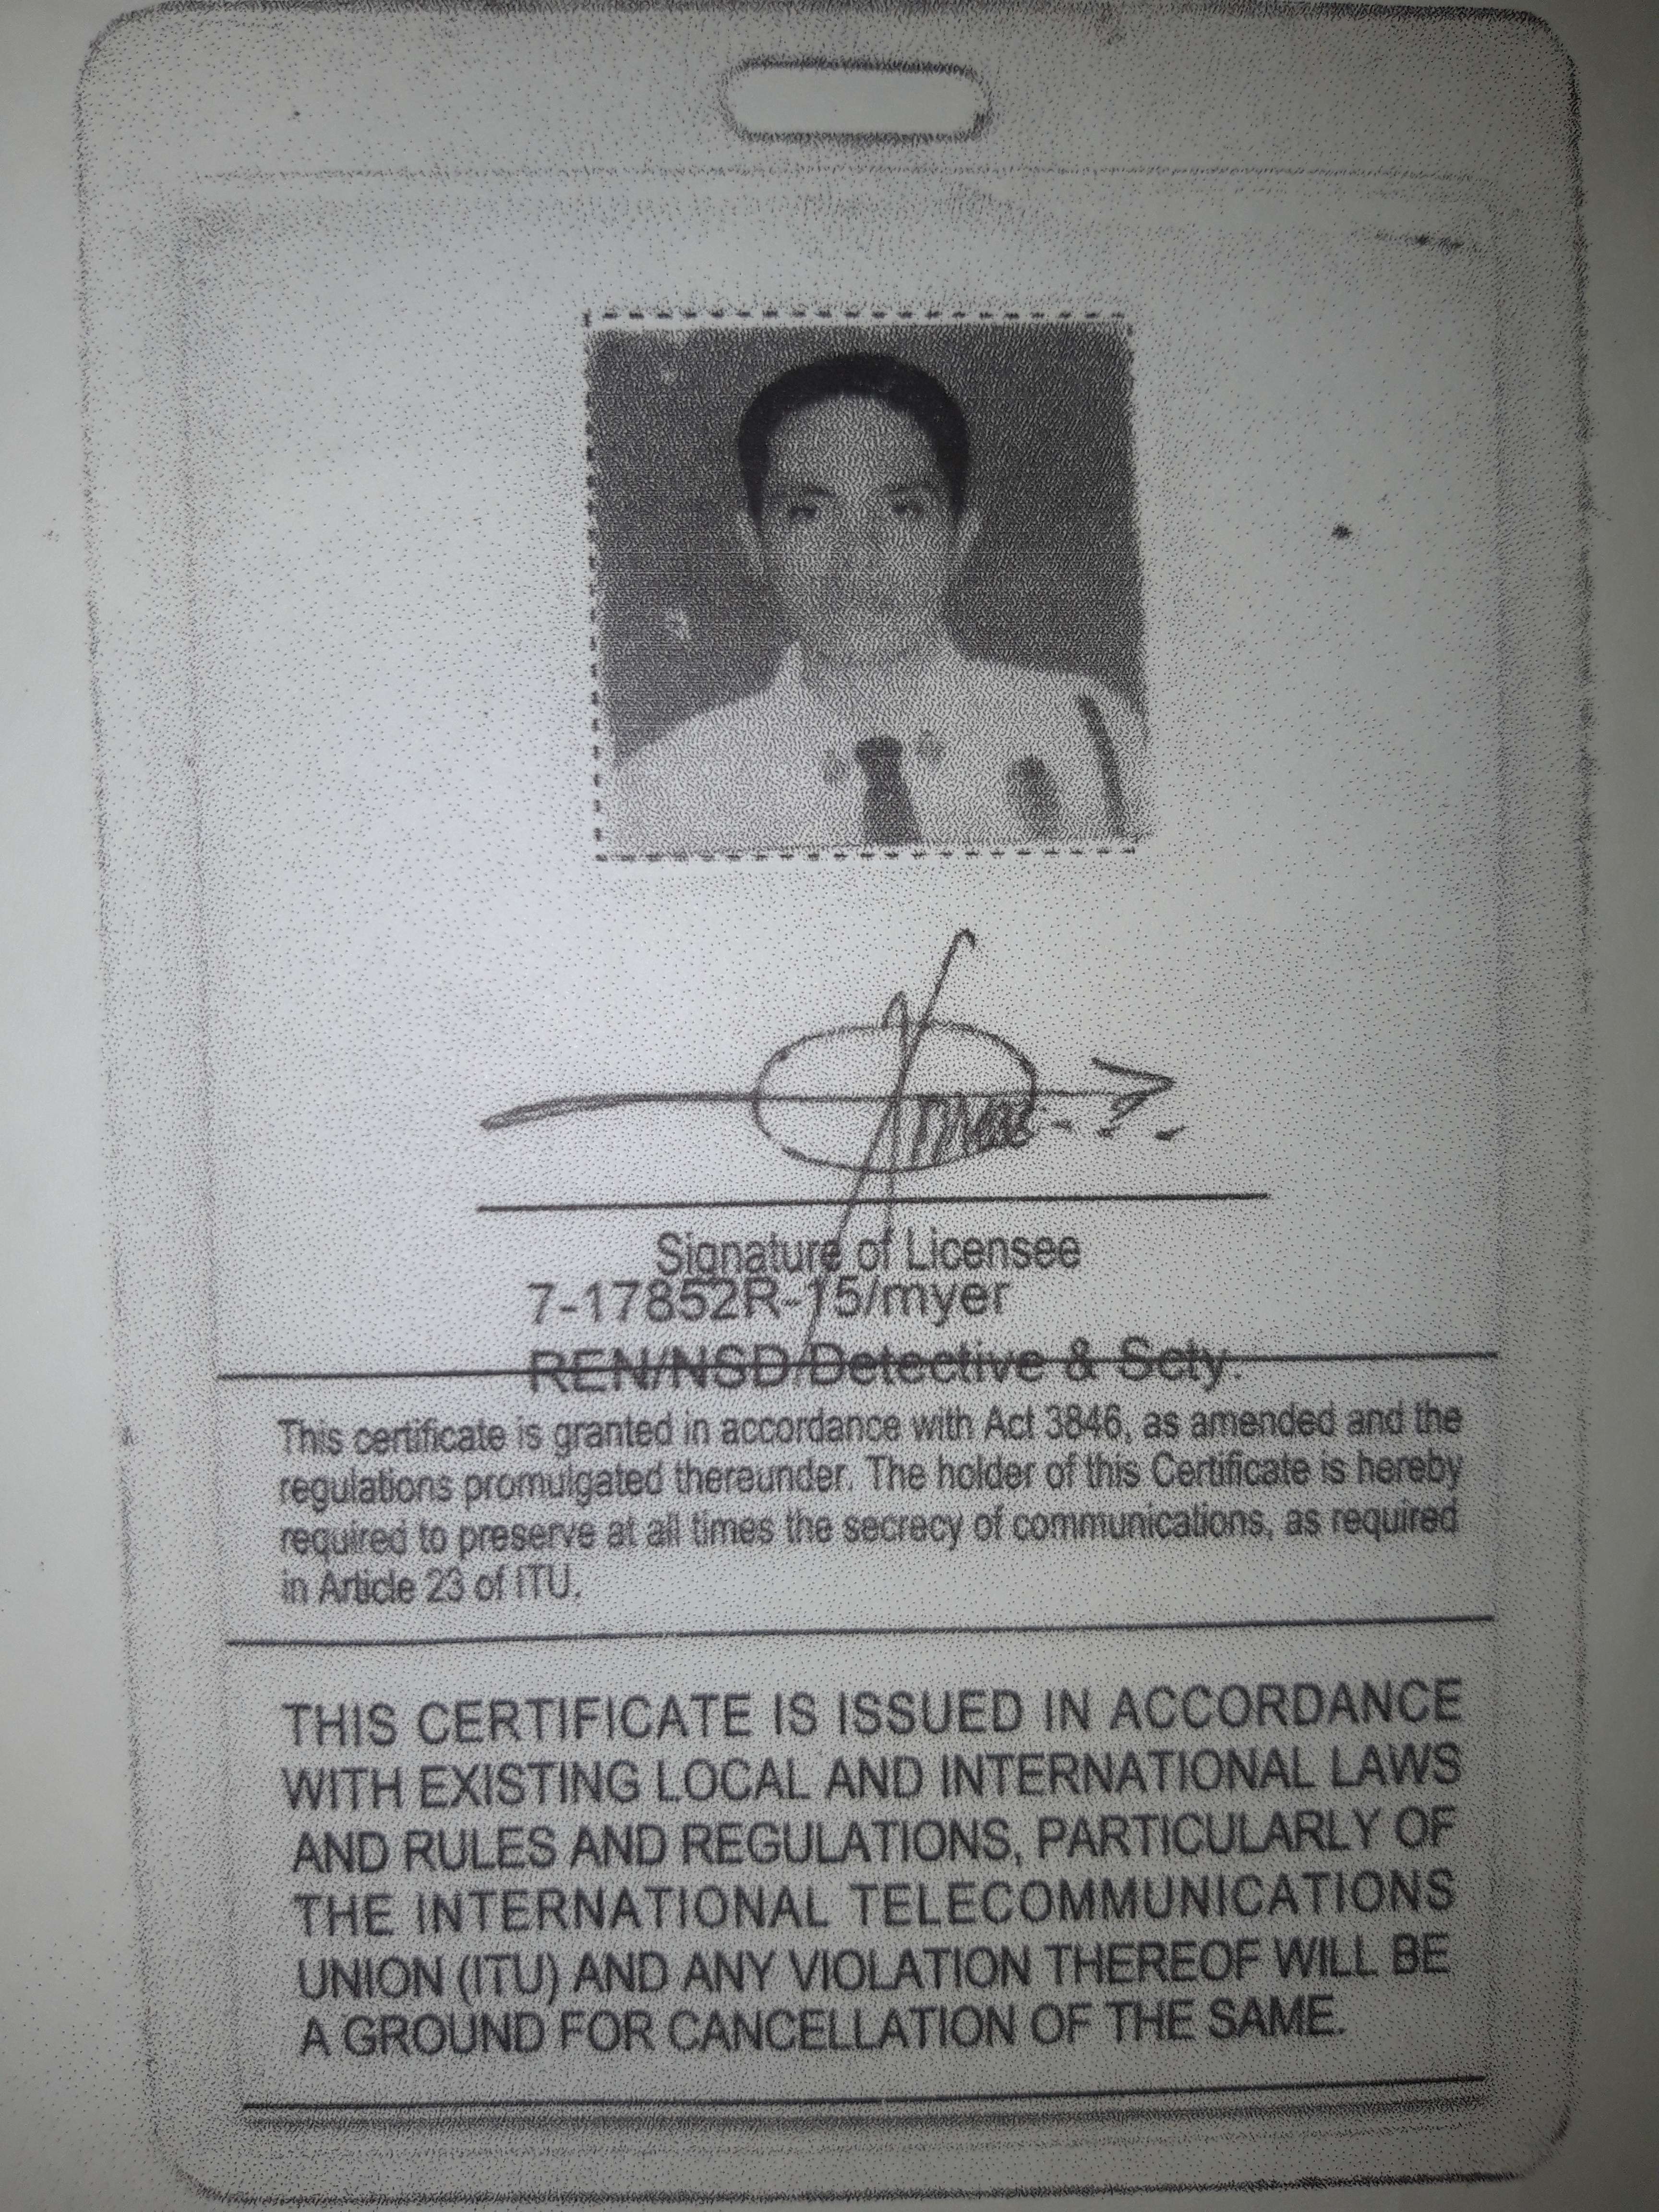 Signature of Licensee
7-17852R-15/myer
REN/NSD/Detective & Scty.
This certificate is granted in accordance with Act 3846, as amended and the
regulations promulgated thereunder. The holder of this Certificate is hereby
required to preserve at all times the secrecy of communications, as required
in Article 23 of ITU.
THIS CERTIFICATE IS ISSUED IN ACCORDANCE
WITH EXISTING LOCAL AND INTERNATIONAL LAWS
AND RULES AND REGULATIONS, PARTICULARLY OF
THE INTERNATIONAL TELECOMMUNICATIONS
UNION (ITU) AND ANY VIOLATION THEREOF WILL BE
A GROUND FOR CANCELLATION OF THE SAME.